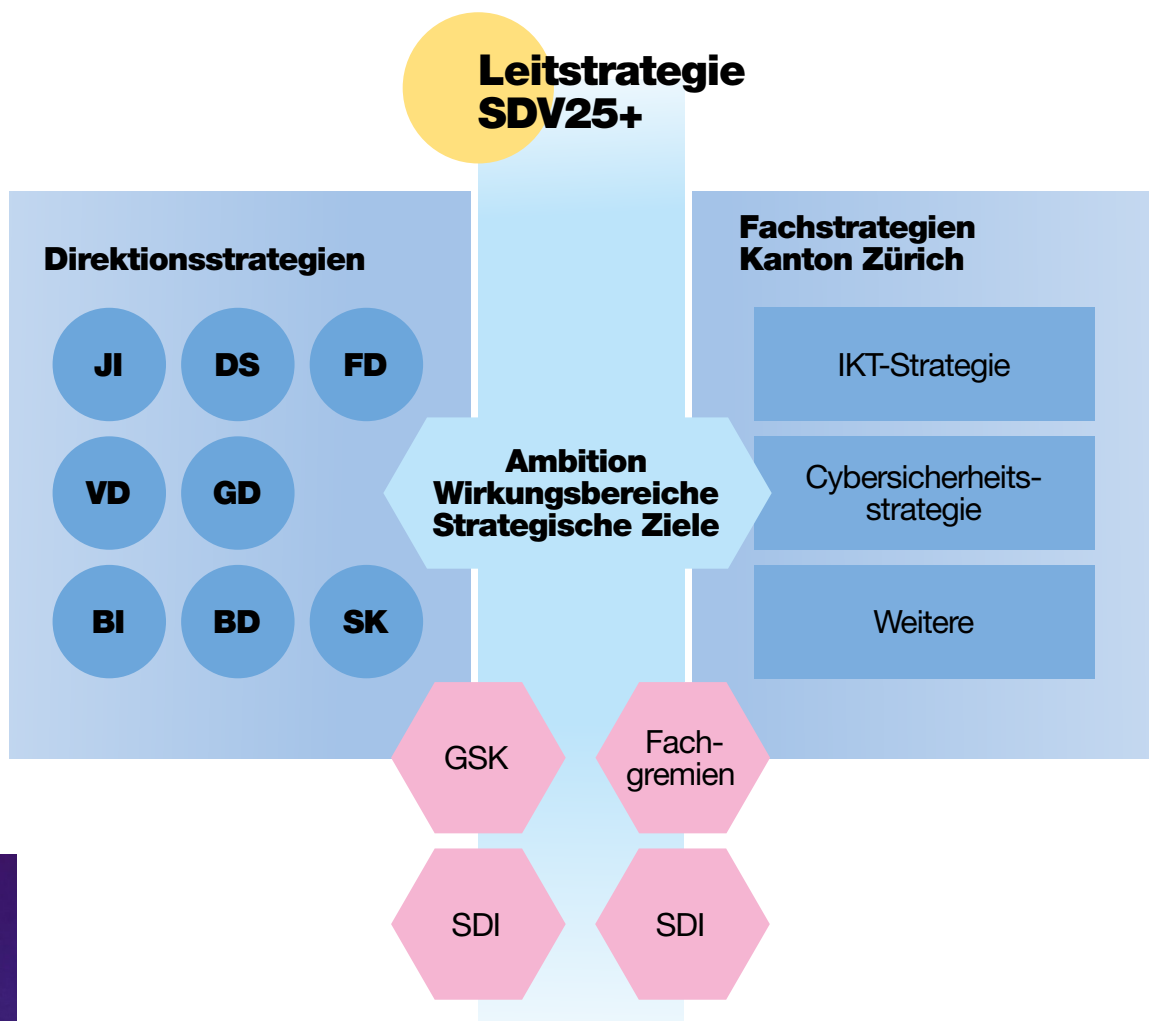 Leitstrategie
SDV25+
Direktionsstrategien
JI
DS
FD
VD
GD
BI
BD
SK
Ambition
Wirkungsbereiche
Strategische Ziele
Fachstrategien
Kanton Zürich
IKT-Strategie
Cybersicherheits-
strategie
Weitere
GSK
Fach-
gremien
SDI
SDI